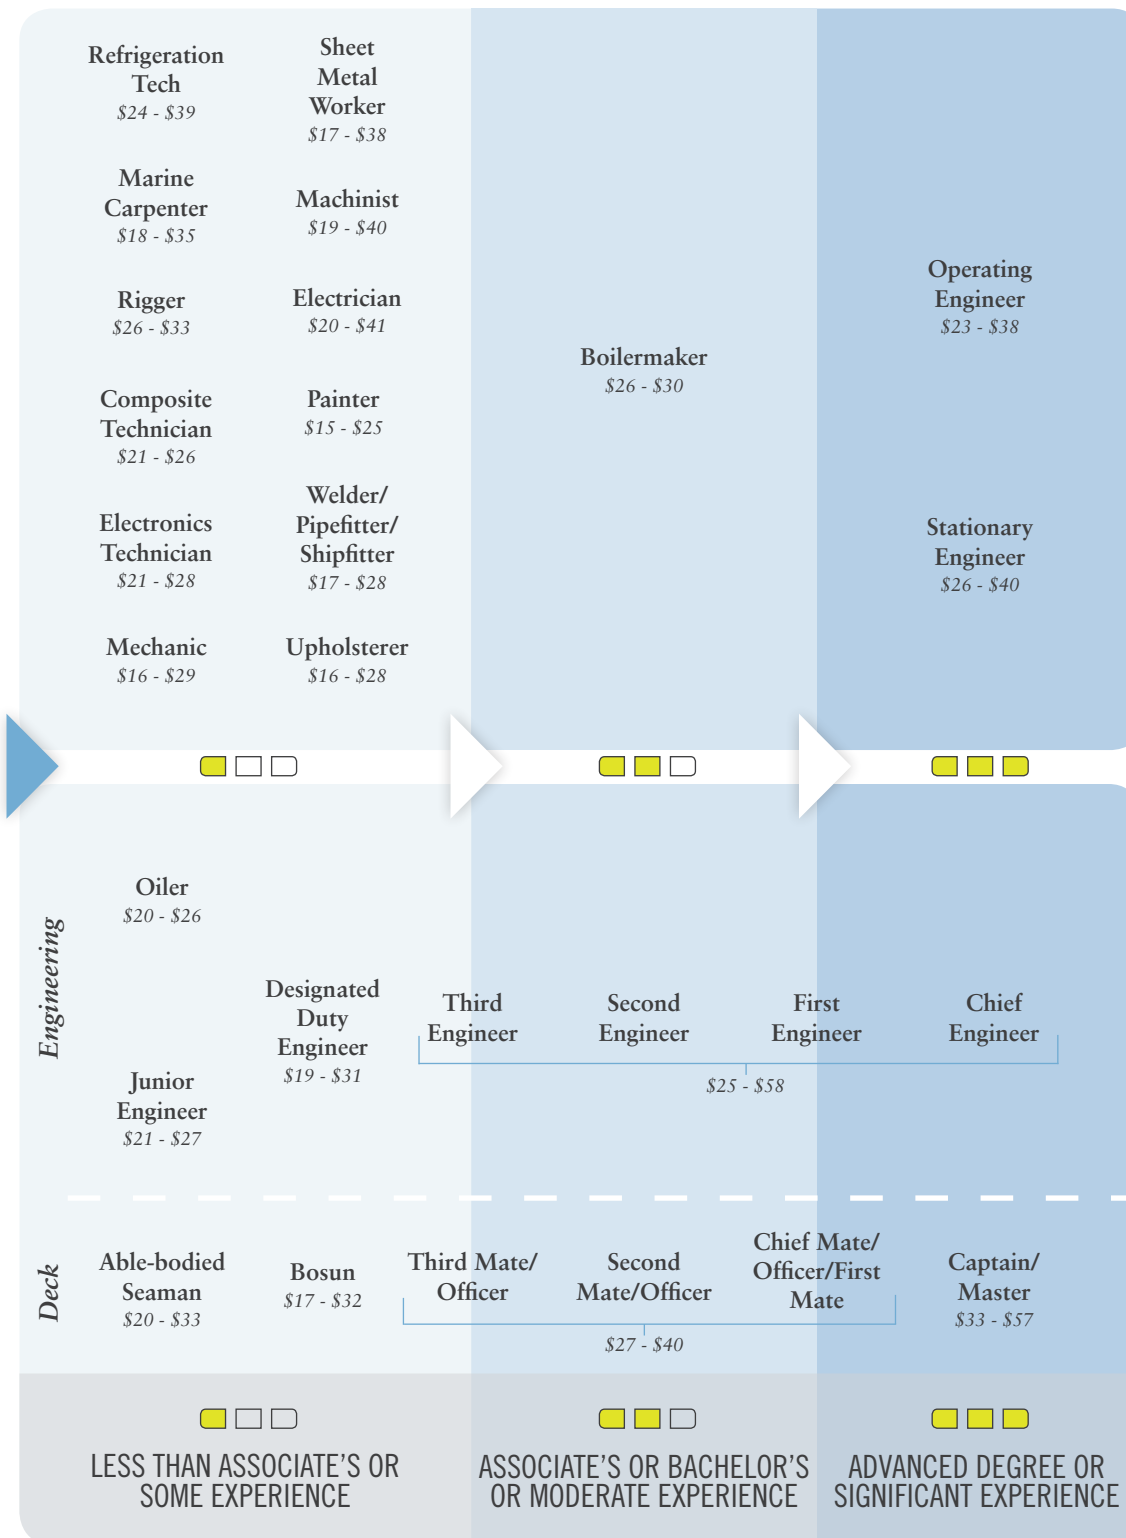 Refrigeration
Tech
$24 - $39
Sheet
Metal
Worker
$17 - $38
Marine
Carpenter
$18 - $35
Machinist
$19 - $40
Rigger
$26 - $33
Electrician
$20 - $41
Composite
Technician
$21 - $26
Painter
$15 - $25
Electronics
Technician
$21 - $28
Welder/
Pipefitter/
Shipfitter
$17 - $28
Mechanic
$16 - $29
Upholsterer
$16 - $28
Boilermaker
$26 - $30
Operating
Engineer
$23 - $38
Stationary
Engineer
$26 - $40
Engineering
Oiler
$20 - $26
Junior
Engineer
$21 - $27
Designated
Duty
Engineer
$19 - $31
Third
Engineer
Second
Engineer
First
Engineer
Chief
Engineer
$25 - $58
Deck
Able-bodied
Seaman
$20 - $33
Bosun
$17 - $32
Third Mate/
Officer
Second
Mate/Officer
Chief Mate/
Officer/First
Mate
$27 - $40
Captain/
Master
$33 - $57
LESS THAN ASSOCIATE'S OR
SOME EXPERIENCE
ASSOCIATE'S OR BACHELOR'S
OR MODERATE EXPERIENCE
ADVANCED DEGREE OR
SIGNIFICANT EXPERIENCE